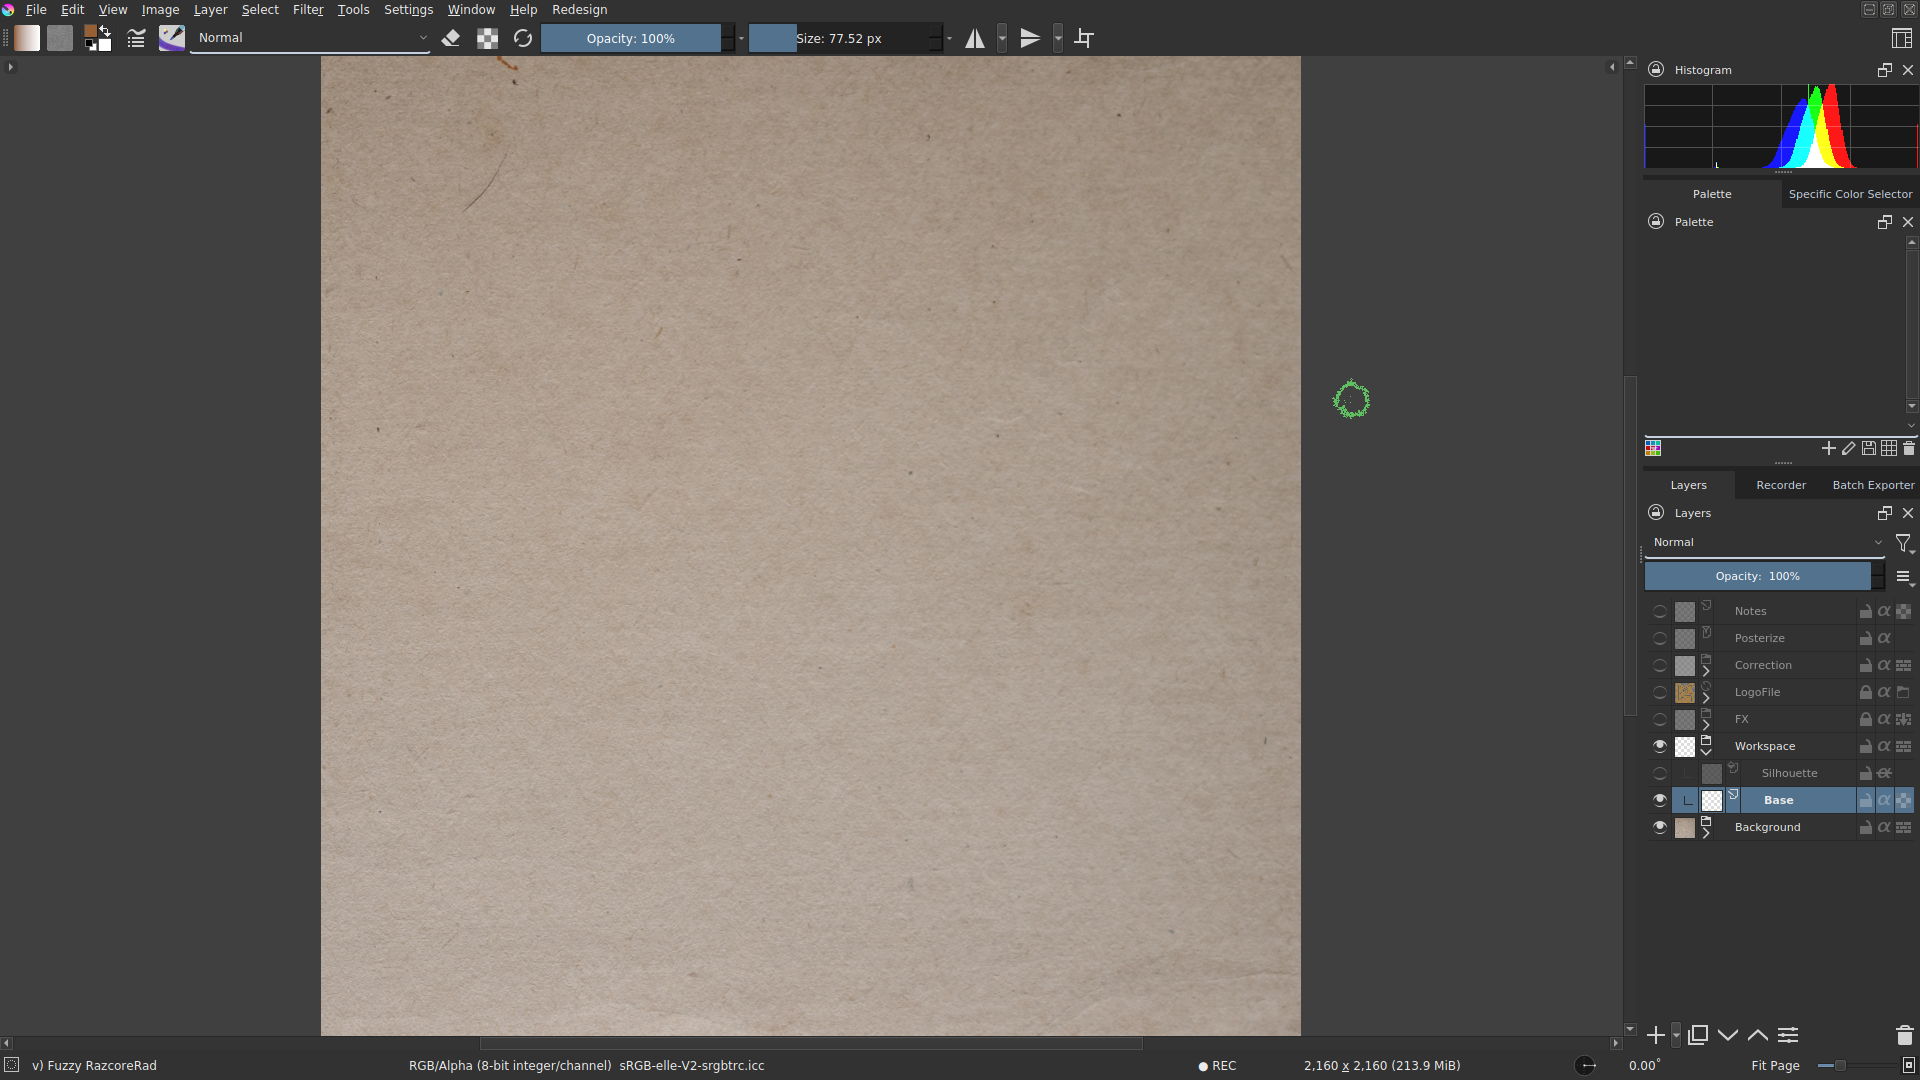 File Edit View Image Layer Select Filter Tools Settings Window Help Redesign
Normal Opacity: 100% Size: 77.52 px
Histogram
Palette Specific Color Selector
Palette
Layers Recorder Batch Exporter
Layers
Normal
Opacity: 100%
Notes
Posterize
Correction
LogoFile
FX
Workspace
Silhouette
Base
Background
v) Fuzzy RazcoreRad RGB/Alpha (8-bit integer/channel) sRGB-elle-V2-srgbtrc.icc REC 2,160 x 2,160 (213.9 MiB) 0.00° Fit Page